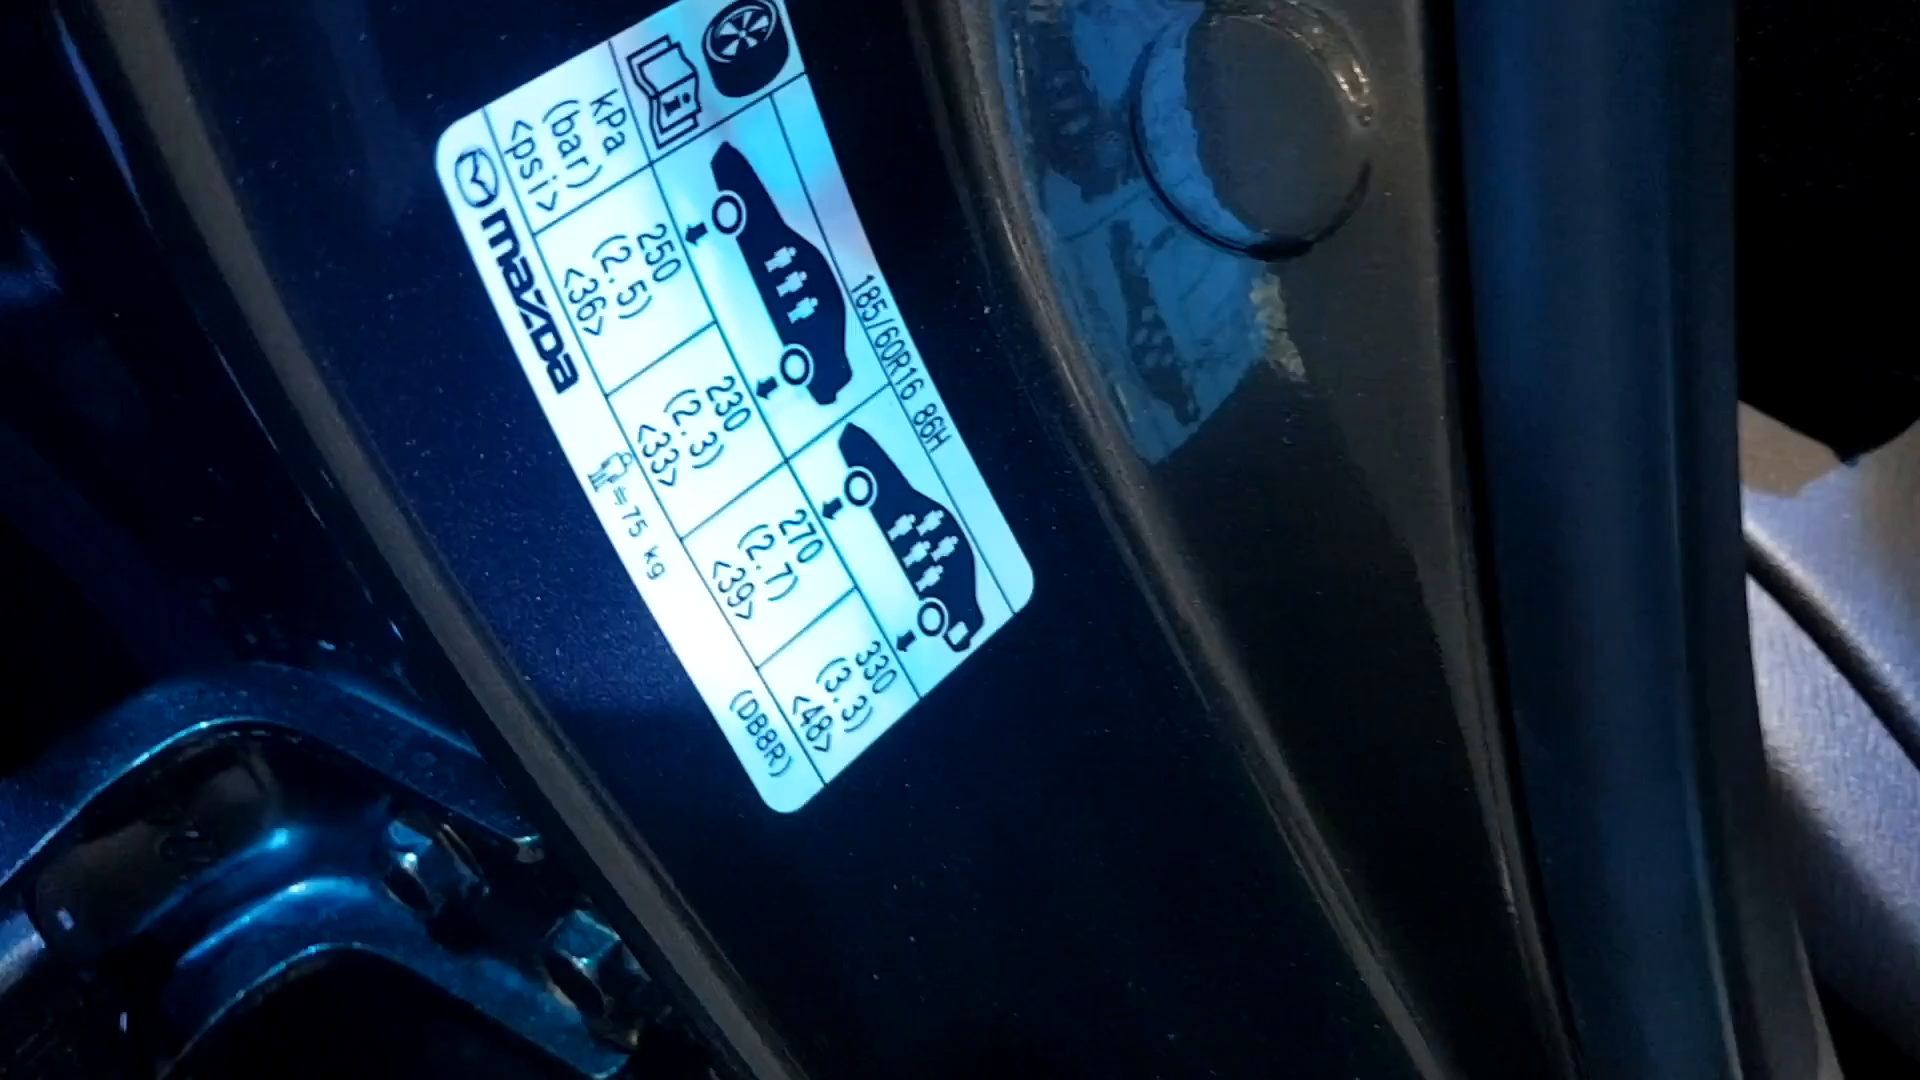 185/60R16 86H
kPa
(bar)
<psi>
250
(2.5)
<36>
230
(2.3)
<33>
270
(2.7)
<39>
330
(3.3)
<48>
mazda
=75 kg
(DB8R)